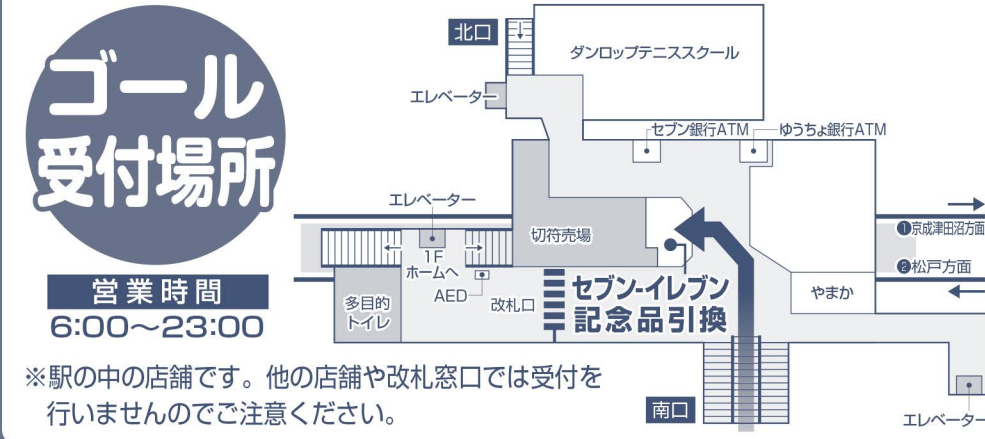 ゴール
受付場所
営業時間
6:00～23:00
北口
ダンロップテニススクール
エレベーター
セブン銀行ATM
ゆうちょ銀行ATM
エレベーター
切符売場
1F
ホームへ
AED
多目的
トイレ
改札口
セブン-イレブン
記念品引換
やまか
❶京成津田沼方面
❷松戸方面
南口
エレベーター
※駅の中の店舗です。他の店舗や改札窓口では受付を
行いませんのでご注意ください。